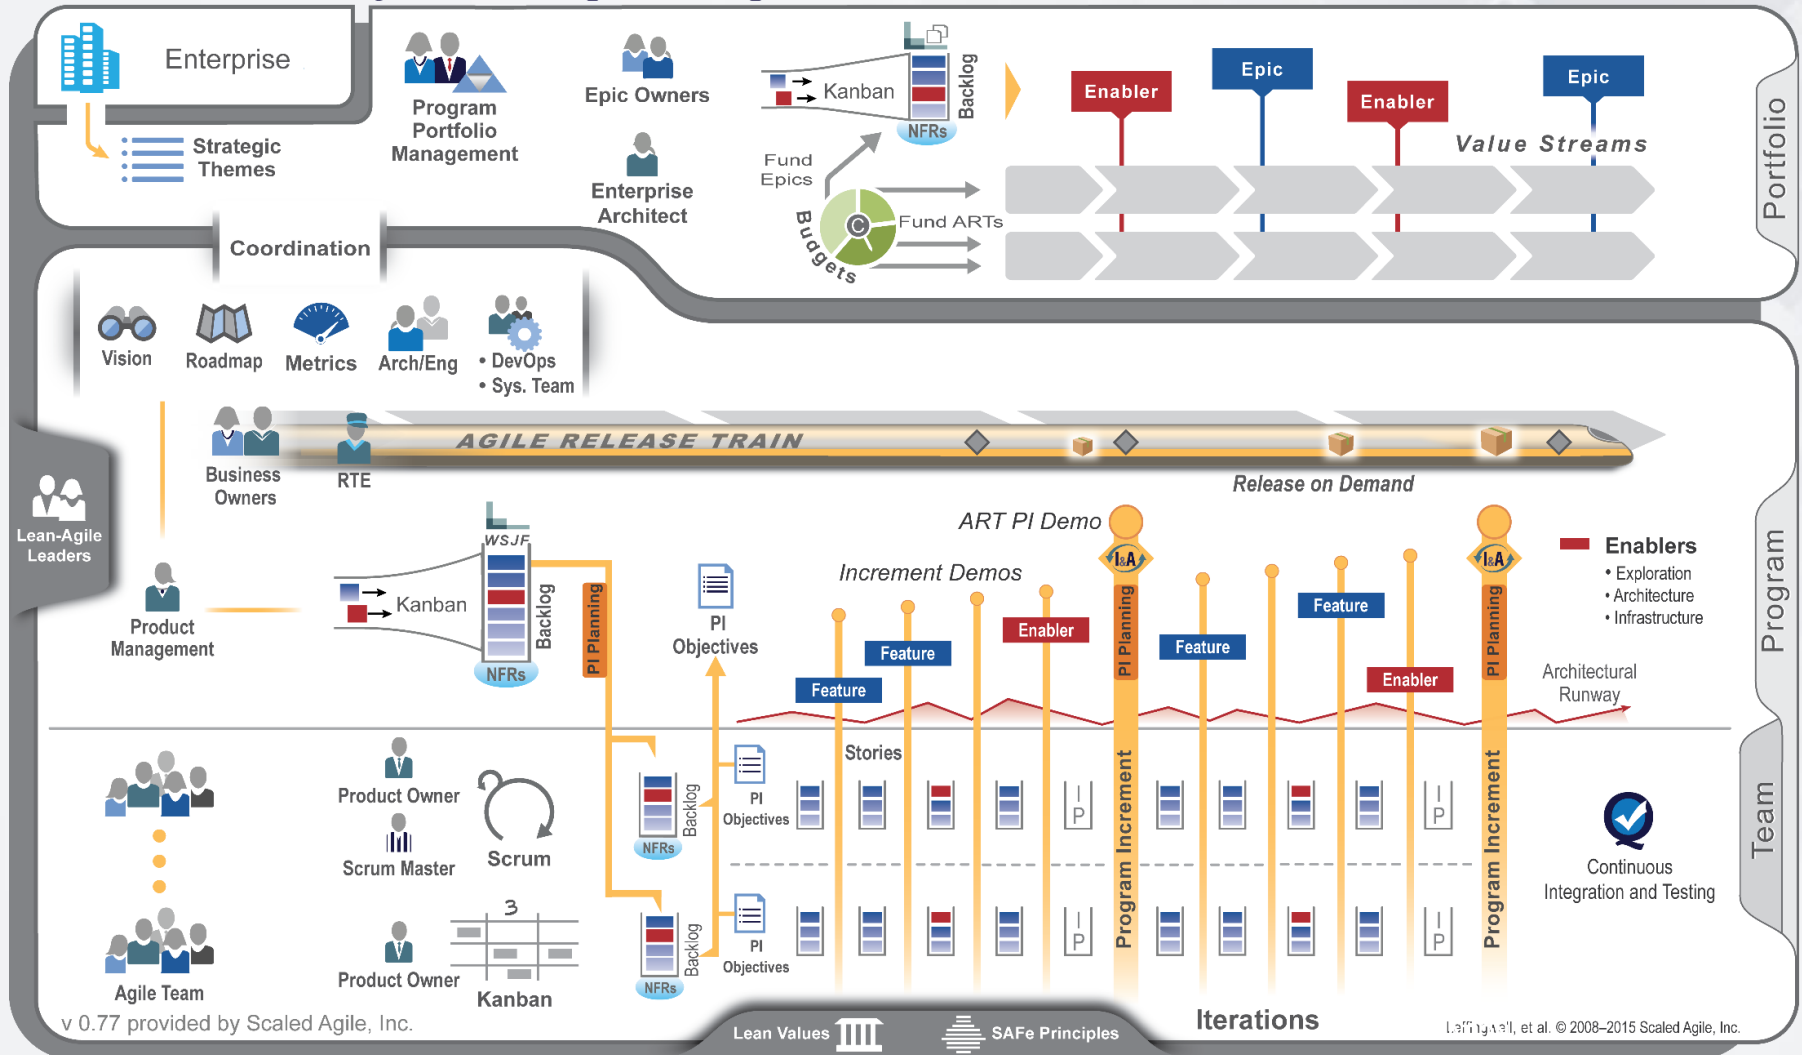 Enterprise
Strategic
Themes
Program
Portfolio
Management
Epic Owners
Enterprise
Architect
Kanban
Backlog
NFRs
Fund
Epics
Budgets
C
Fund ARTs
Enabler
Epic
Enabler
Epic
Value Streams
Portfolio
Coordination
Vision
Roadmap
Metrics
Arch/Eng
• DevOps
• Sys. Team
Business
Owners
RTE
AGILE RELEASE TRAIN
Release on Demand
Lean-Agile
Leaders
Product
Management
Kanban
WSJF
Backlog
NFRs
PI Planning
PI
Objectives
ART PI Demo
Increment Demos
Feature
Feature
Enabler
I&A
PI Planning
Program Increment
Feature
Feature
Enabler
I&A
PI Planning
Program Increment
Enablers
• Exploration
• Architecture
• Infrastructure
Architectural
Runway
Program
Agile Team
Product Owner
Scrum Master
Scrum
Product Owner
3
Kanban
Backlog
NFRs
Backlog
NFRs
PI
Objectives
PI
Objectives
Stories
I
P
I
P
I
P
I
P
Continuous
Integration and Testing
Team
Iterations
v 0.77 provided by Scaled Agile, Inc.
Lean Values
SAFe Principles
et al. © 2008–2015 Scaled Agile, Inc.